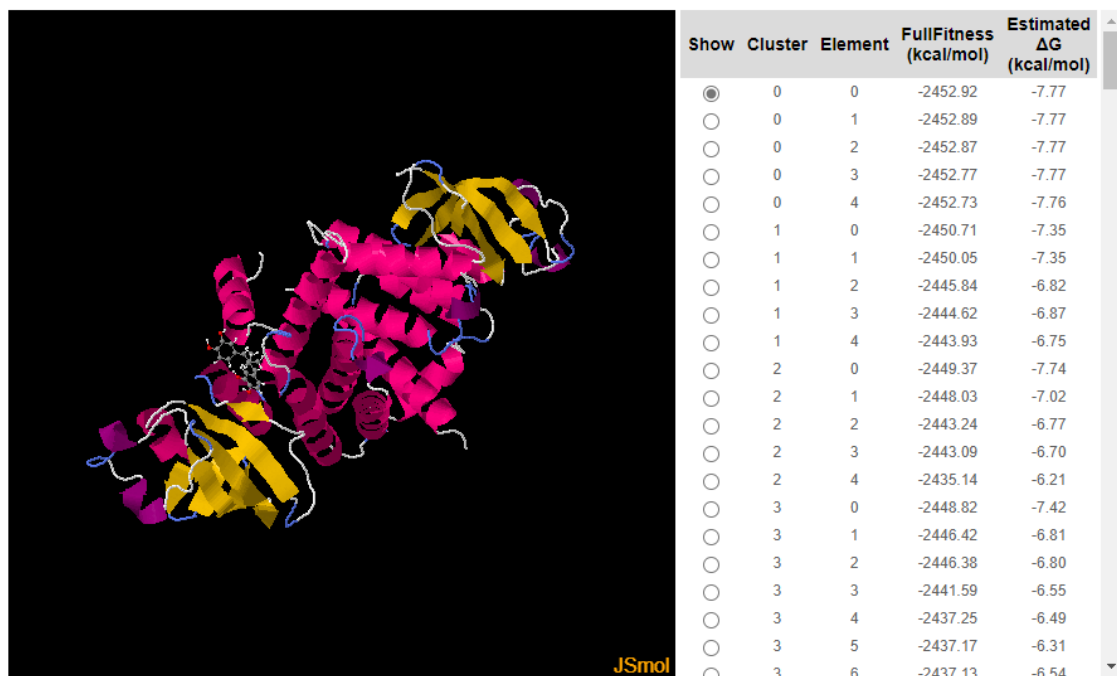 Show Cluster Element FullFitness (kcal/mol) Estimated ΔG (kcal/mol)
0 0 -2452.92 -7.77
0 1 -2452.89 -7.77
0 2 -2452.87 -7.77
0 3 -2452.77 -7.77
0 4 -2452.73 -7.76
1 0 -2450.71 -7.35
1 1 -2450.05 -7.35
1 2 -2445.84 -6.82
1 3 -2444.62 -6.87
1 4 -2443.93 -6.75
2 0 -2449.37 -7.74
2 1 -2448.03 -7.02
2 2 -2443.24 -6.77
2 3 -2443.09 -6.70
2 4 -2435.14 -6.21
3 0 -2448.82 -7.42
3 1 -2446.42 -6.81
3 2 -2446.38 -6.80
3 3 -2441.59 -6.55
3 4 -2437.25 -6.49
3 5 -2437.17 -6.31
3 6 -2437.13 -6.54
JSmol